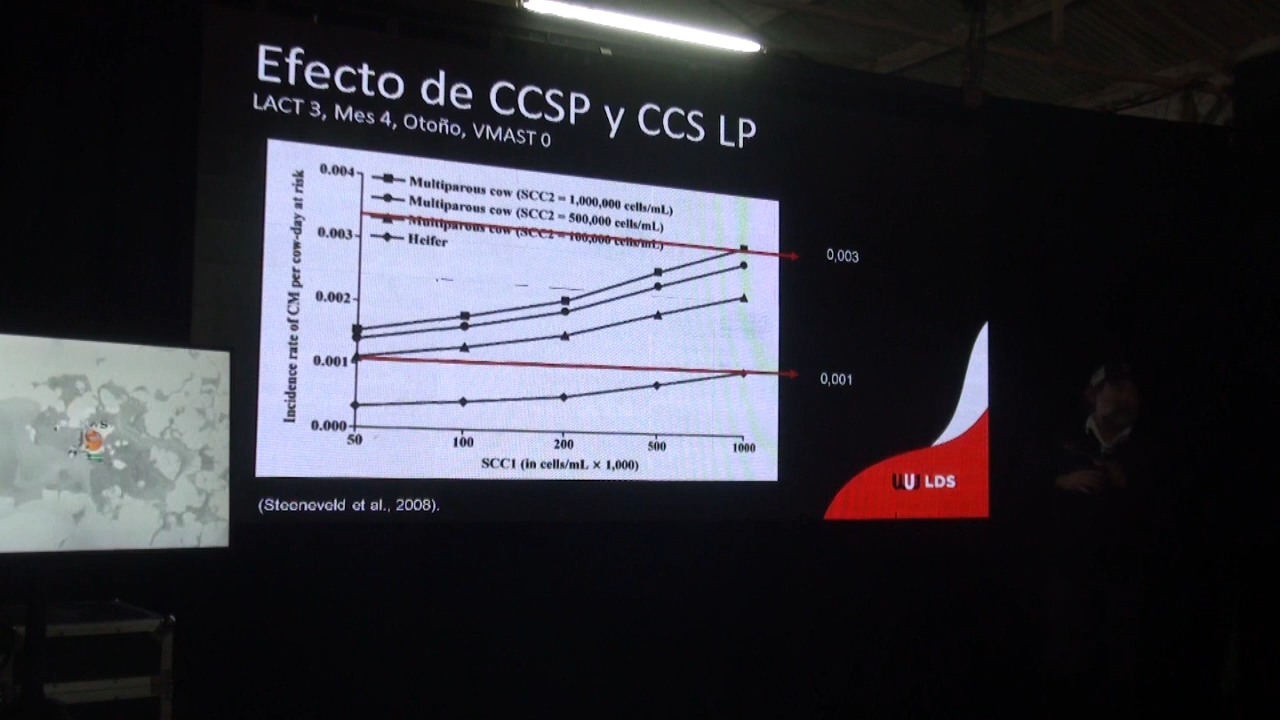 Efecto de CCSP y CCS LP
LACT 3, Mes 4, Otoño, VMAST 0
Incidence rate of CM per cow-day at risk
0.004
0.003
0.002
0.001
0.000
Multiparous cow (SCC2 = 1,000,000 cells/mL)
Multiparous cow (SCC2 = 500,000 cells/mL)
Multiparous cow (SCC2 = 100,000 cells/mL)
Heifer
50 100 200 500 1000
SCC1 (in cells/mL × 1,000)
0,003
0,001
LDS
(Steeneveld et al., 2008).